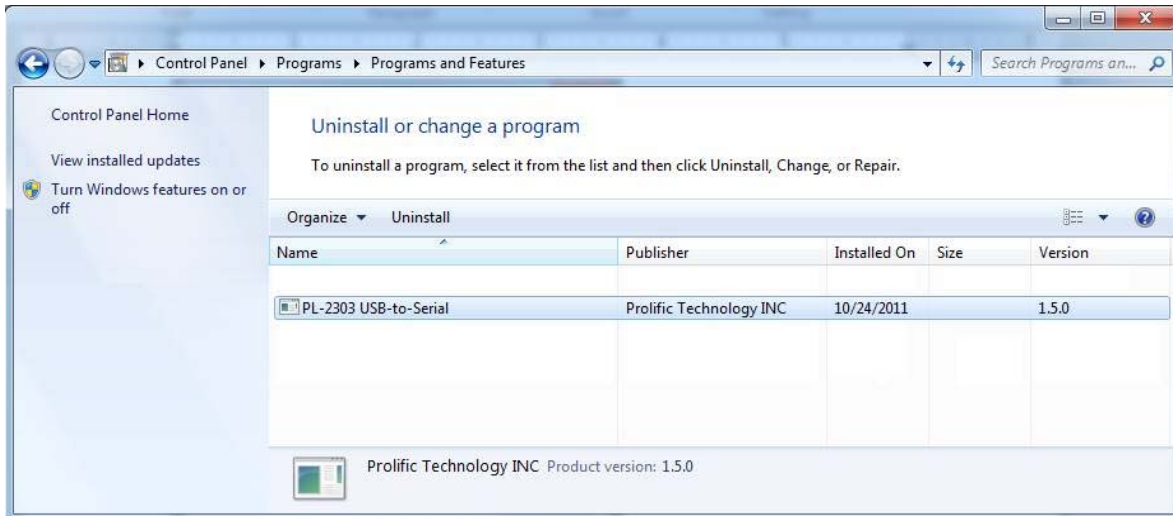 Control Panel Programs Programs and Features
Search Programs an...
Control Panel Home
View installed updates
Turn Windows features on or
off
Uninstall or change a program
To uninstall a program, select it from the list and then click Uninstall, Change, or Repair.
Organize Uninstall
Name Publisher Installed On Size Version
PL-2303 USB-to-Serial Prolific Technology INC 10/24/2011 1.5.0
Prolific Technology INC Product version: 1.5.0